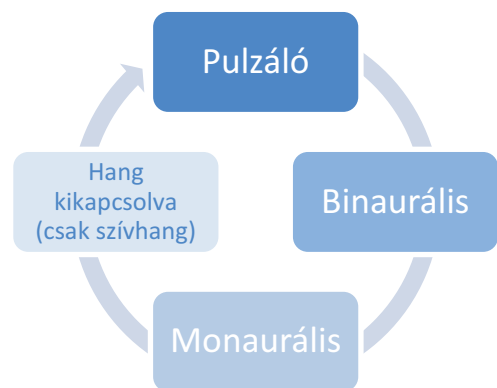 Pulzáló
Binaurális
Monaurális
Hang
kikapcsolva
(csak szívhang)